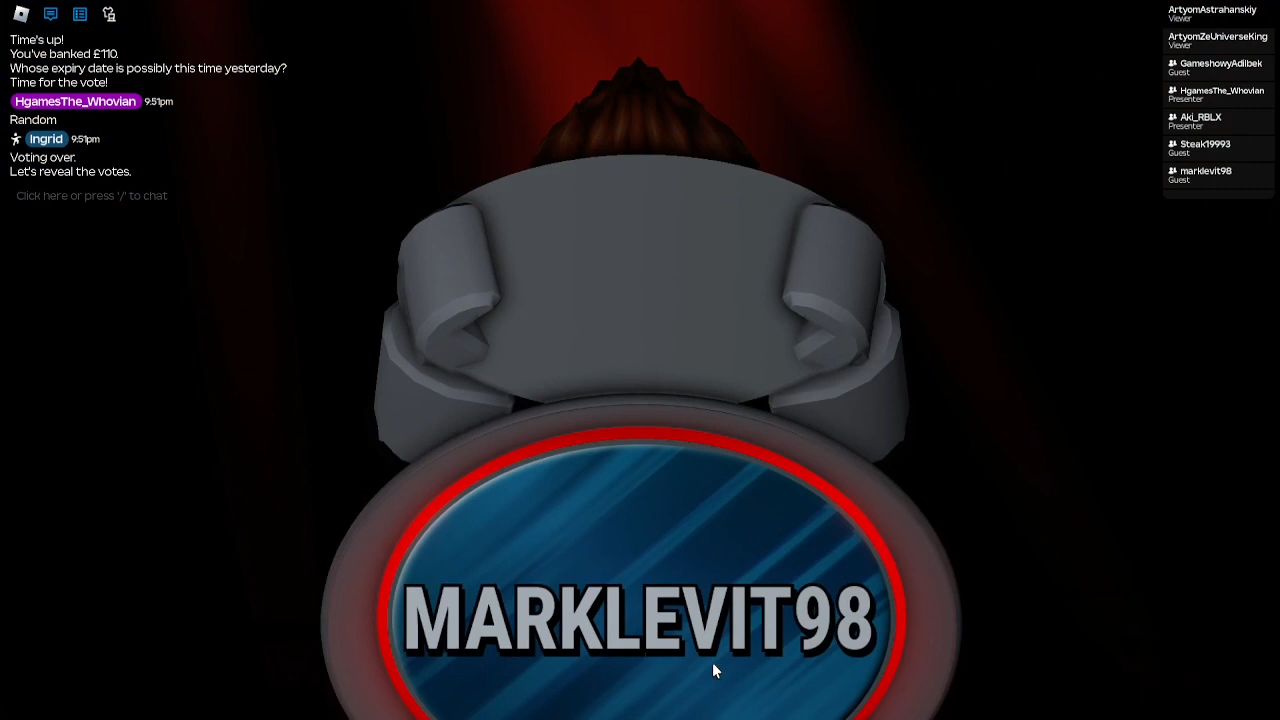 Time's up!
You've banked £110.
Whose expiry date is possibly this time yesterday?
Time for the vote!
HgamesThe_Whovian 9:51pm
Random
Ingrid 9:51pm
Voting over.
Let's reveal the votes.
Click here or press '/' to chat
ArtyomAstrahanskiy
Viewer
ArtyomZeUniverseKing
Viewer
GameshowyAdilbek
Guest
HgamesThe_Whovian
Presenter
Aki_RBLX
Presenter
Steak19993
Guest
marklevit98
Guest
MARKLEVIT98